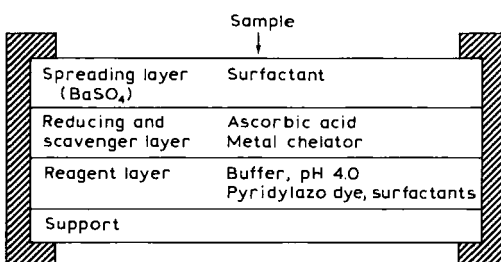 Sample
Spreading layer Surfactant
(BaSO₄)
Reducing and Ascorbic acid
scavenger layer Metal chelator
Reagent layer Buffer, pH 4.0
Pyridylazo dye, surfactants
Support